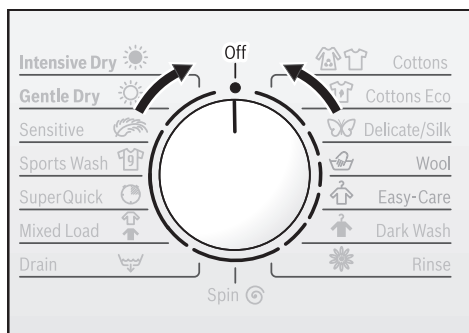 Off
Intensive Dry
Gentle Dry
Sensitive
Sports Wash 19
SuperQuick
Mixed Load
Drain
Cottons
Cottons Eco
Delicate/Silk
Wool
Easy-Care
Dark Wash
Rinse
Spin